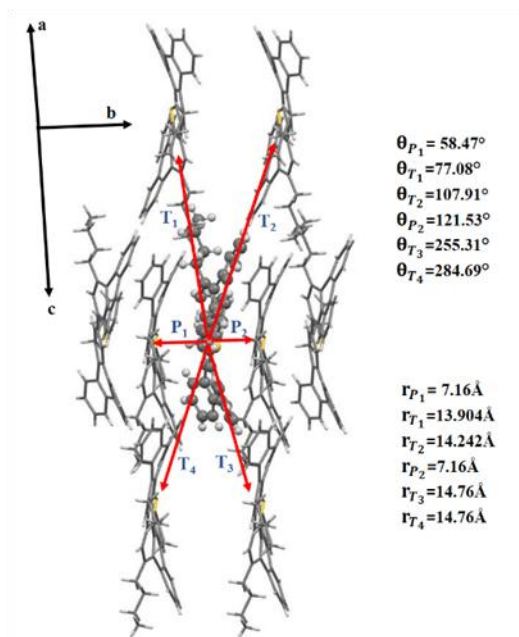 a
b
c
θP₁ = 58.47°
θT₁ = 77.08°
θT₂ = 107.91°
θP₂ = 121.53°
θT₃ = 255.31°
θT₄ = 284.69°
T₁
T₂
P₁
P₂
T₄
T₃
rP₁ = 7.16Å
rT₁ =13.904Å
rT₂ =14.242Å
rP₂ =7.16Å
rT₃ =14.76Å
rT₄ =14.76Å